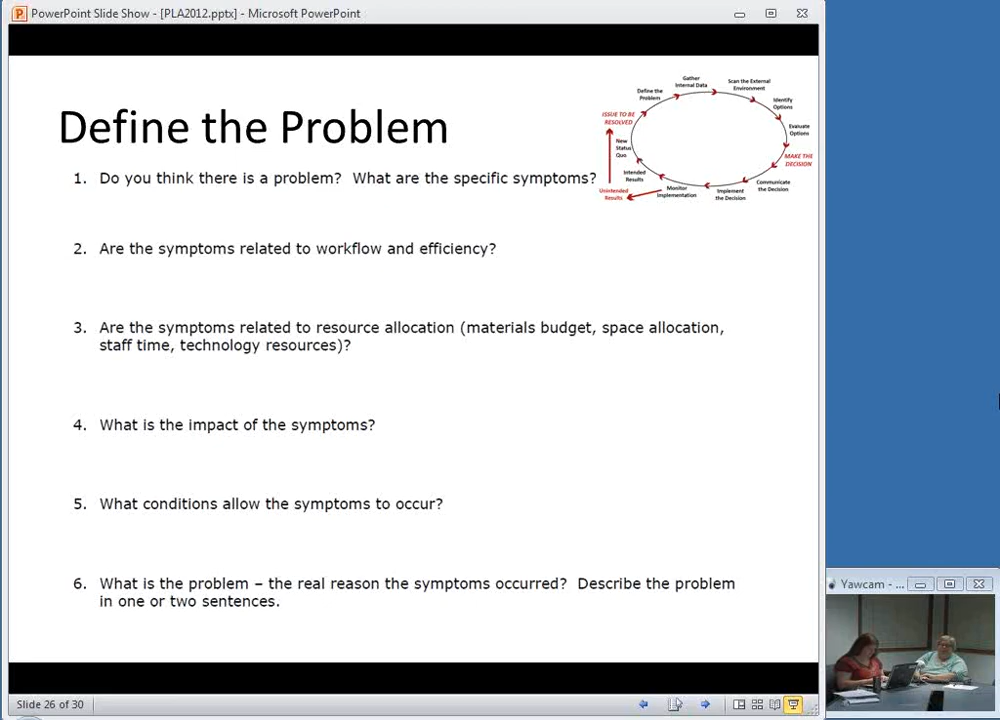 PowerPoint Slide Show - [PLA2012.pptx] - Microsoft PowerPoint
Define the Problem
Gather
Internal Data
Scan the External
Environment
Identify
Options
Evaluate
Options
MAKE THE
DECISION
Communicate
the Decision
Implement
the Decision
Monitor
Implementation
Unintended
Results
Intended
Results
New
Status
Quo
ISSUE TO BE
RESOLVED
Define the
Problem
1. Do you think there is a problem? What are the specific symptoms?
2. Are the symptoms related to workflow and efficiency?
3. Are the symptoms related to resource allocation (materials budget, space allocation,
staff time, technology resources)?
4. What is the impact of the symptoms?
5. What conditions allow the symptoms to occur?
6. What is the problem – the real reason the symptoms occurred? Describe the problem
in one or two sentences.
Yawcam - ...
Slide 26 of 30